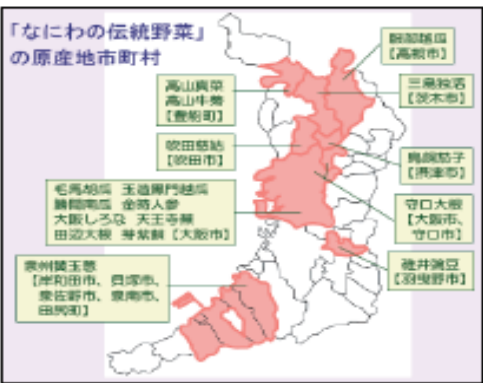 「なにわの伝統野菜」
の原産地市町村
服部越瓜
【高槻市】
高山真菜
高山牛蒡
【豊能町】
三島独活
【茨木市】
吹田慈姑
【吹田市】
鳥飼茄子
【摂津市】
毛馬胡瓜 玉造黒門越瓜
勝間南瓜 金時人参
大阪しろな 天王寺蕪
田辺大根 芽紫蘇【大阪市】
守口大根
【大阪市、
守口市】
碓井豌豆
【羽曳野市】
泉州黄玉葱
【岸和田市、貝塚市、
泉佐野市、泉南市、
田尻町】